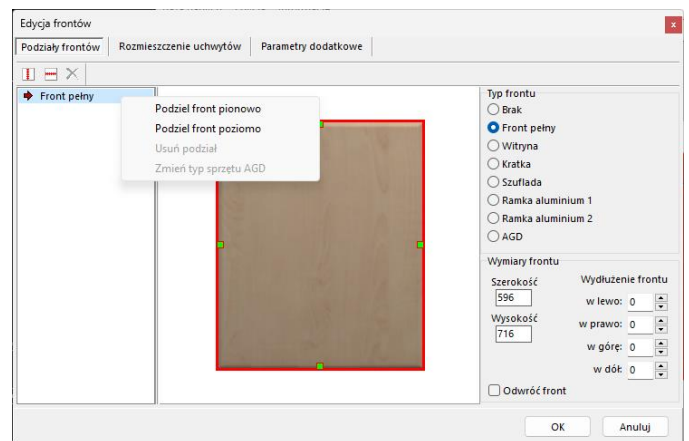 Edycja frontów
x
Podziały frontów Rozmieszczenie uchwytów Parametry dodatkowe
Front pełny
Podziel front pionowo
Podziel front poziomo
Usuń podział
Zmień typ sprzętu AGD
Typ frontu
Brak
Front pełny
Witryna
Kratka
Szuflada
Ramka aluminium 1
Ramka aluminium 2
AGD
Wymiary frontu
Szerokość
596
Wysokość
716
Wydłużenie frontu
w lewo: 0
w prawo: 0
w górę: 0
w dół: 0
Odwróć front
OK Anuluj